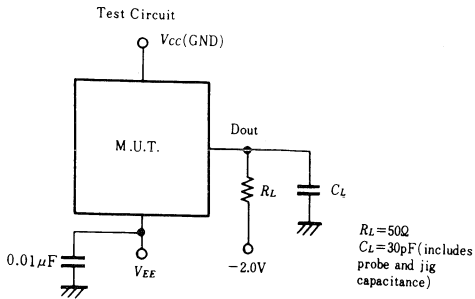 Test Circuit
Vcc(GND)
M.U.T.
Dout
RL
CL
0.01μF
VEE
−2.0V
RL=50Ω
CL=30pF(includes
probe and jig
capacitance)